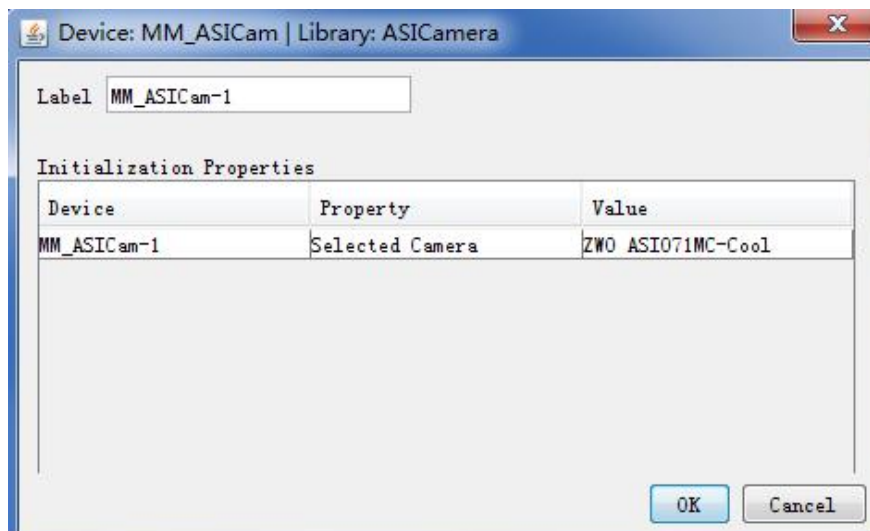 Device: MM_ASICam | Library: ASICamera
Label MM_ASICam-1
Initialization Properties
Device Property Value
MM_ASICam-1 Selected Camera ZWO ASI071MC-Cool
OK Cancel